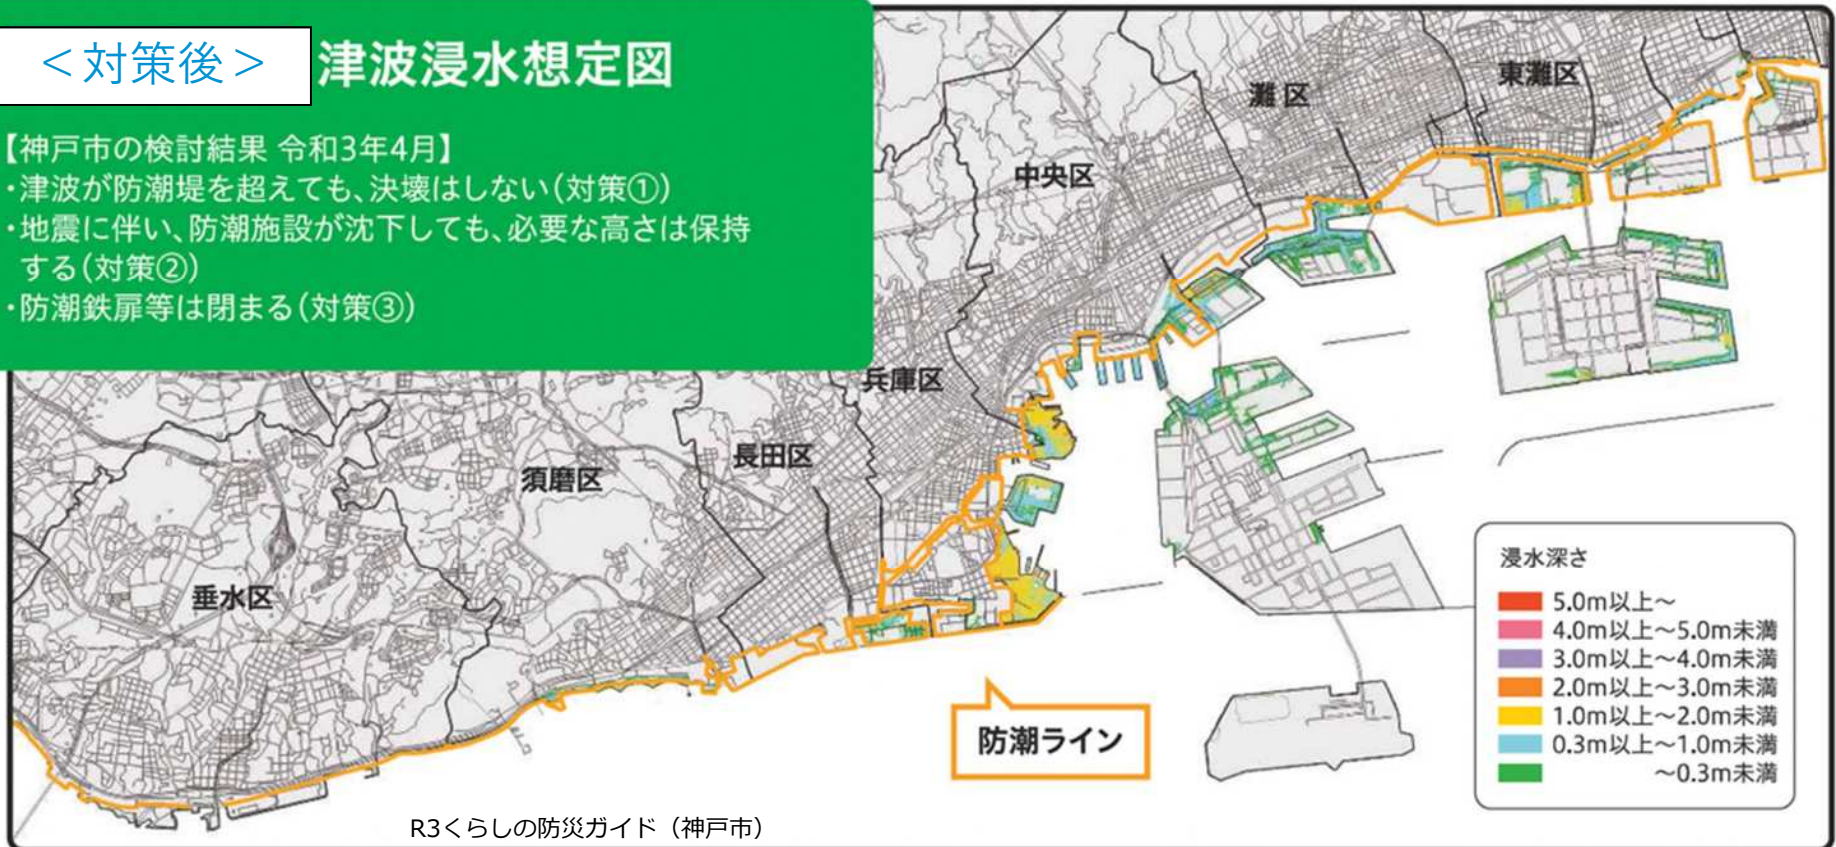 ＜対策後＞
津波浸水想定図
【神戸市の検討結果 令和3年4月】
・津波が防潮堤を超えても、決壊はしない(対策①)
・地震に伴い、防潮施設が沈下しても、必要な高さは保持
する(対策②)
・防潮鉄扉等は閉まる(対策③)
東灘区
灘区
中央区
兵庫区
長田区
須磨区
垂水区
防潮ライン
浸水深さ
5.0m以上～
4.0m以上～5.0m未満
3.0m以上～4.0m未満
2.0m以上～3.0m未満
1.0m以上～2.0m未満
0.3m以上～1.0m未満
～0.3m未満
R3くらしの防災ガイド（神戸市）